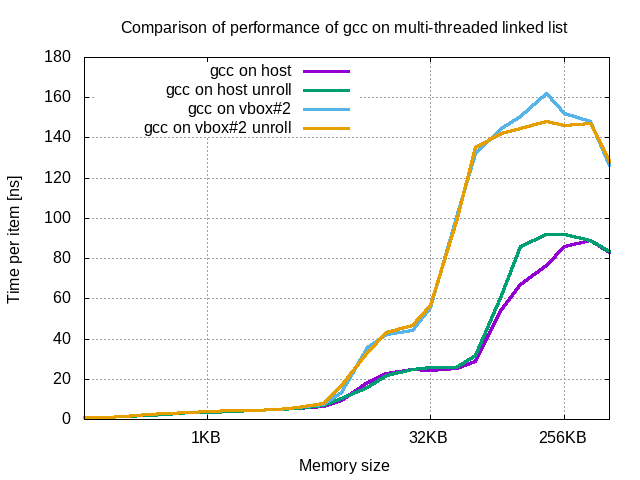 Comparison of performance of gcc on multi-threaded linked list
180
160
140
120
100
80
60
40
20
0
Time per item [ns]
gcc on host
gcc on host unroll
gcc on vbox#2
gcc on vbox#2 unroll
1KB
32KB
256KB
Memory size